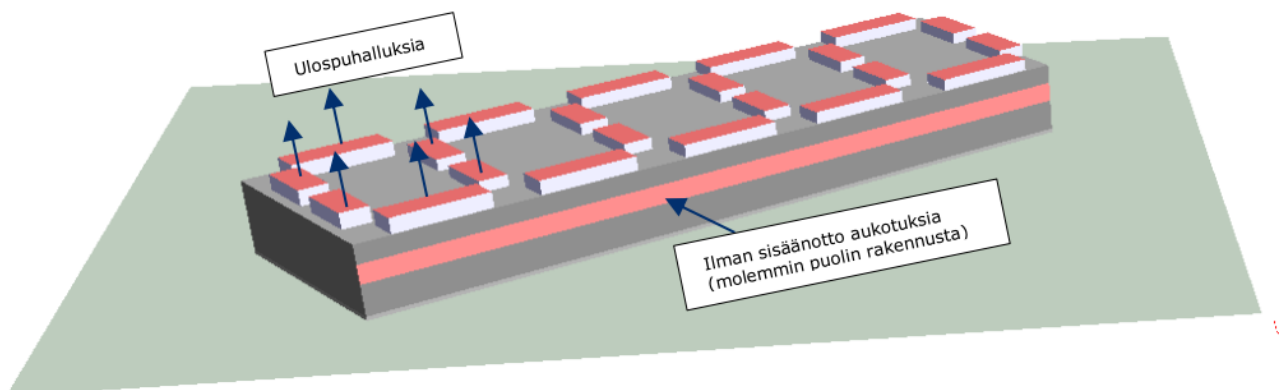 Ulospuhalluksia
Ilman sisäänotto aukotuksia
(molemmin puolin rakennusta)